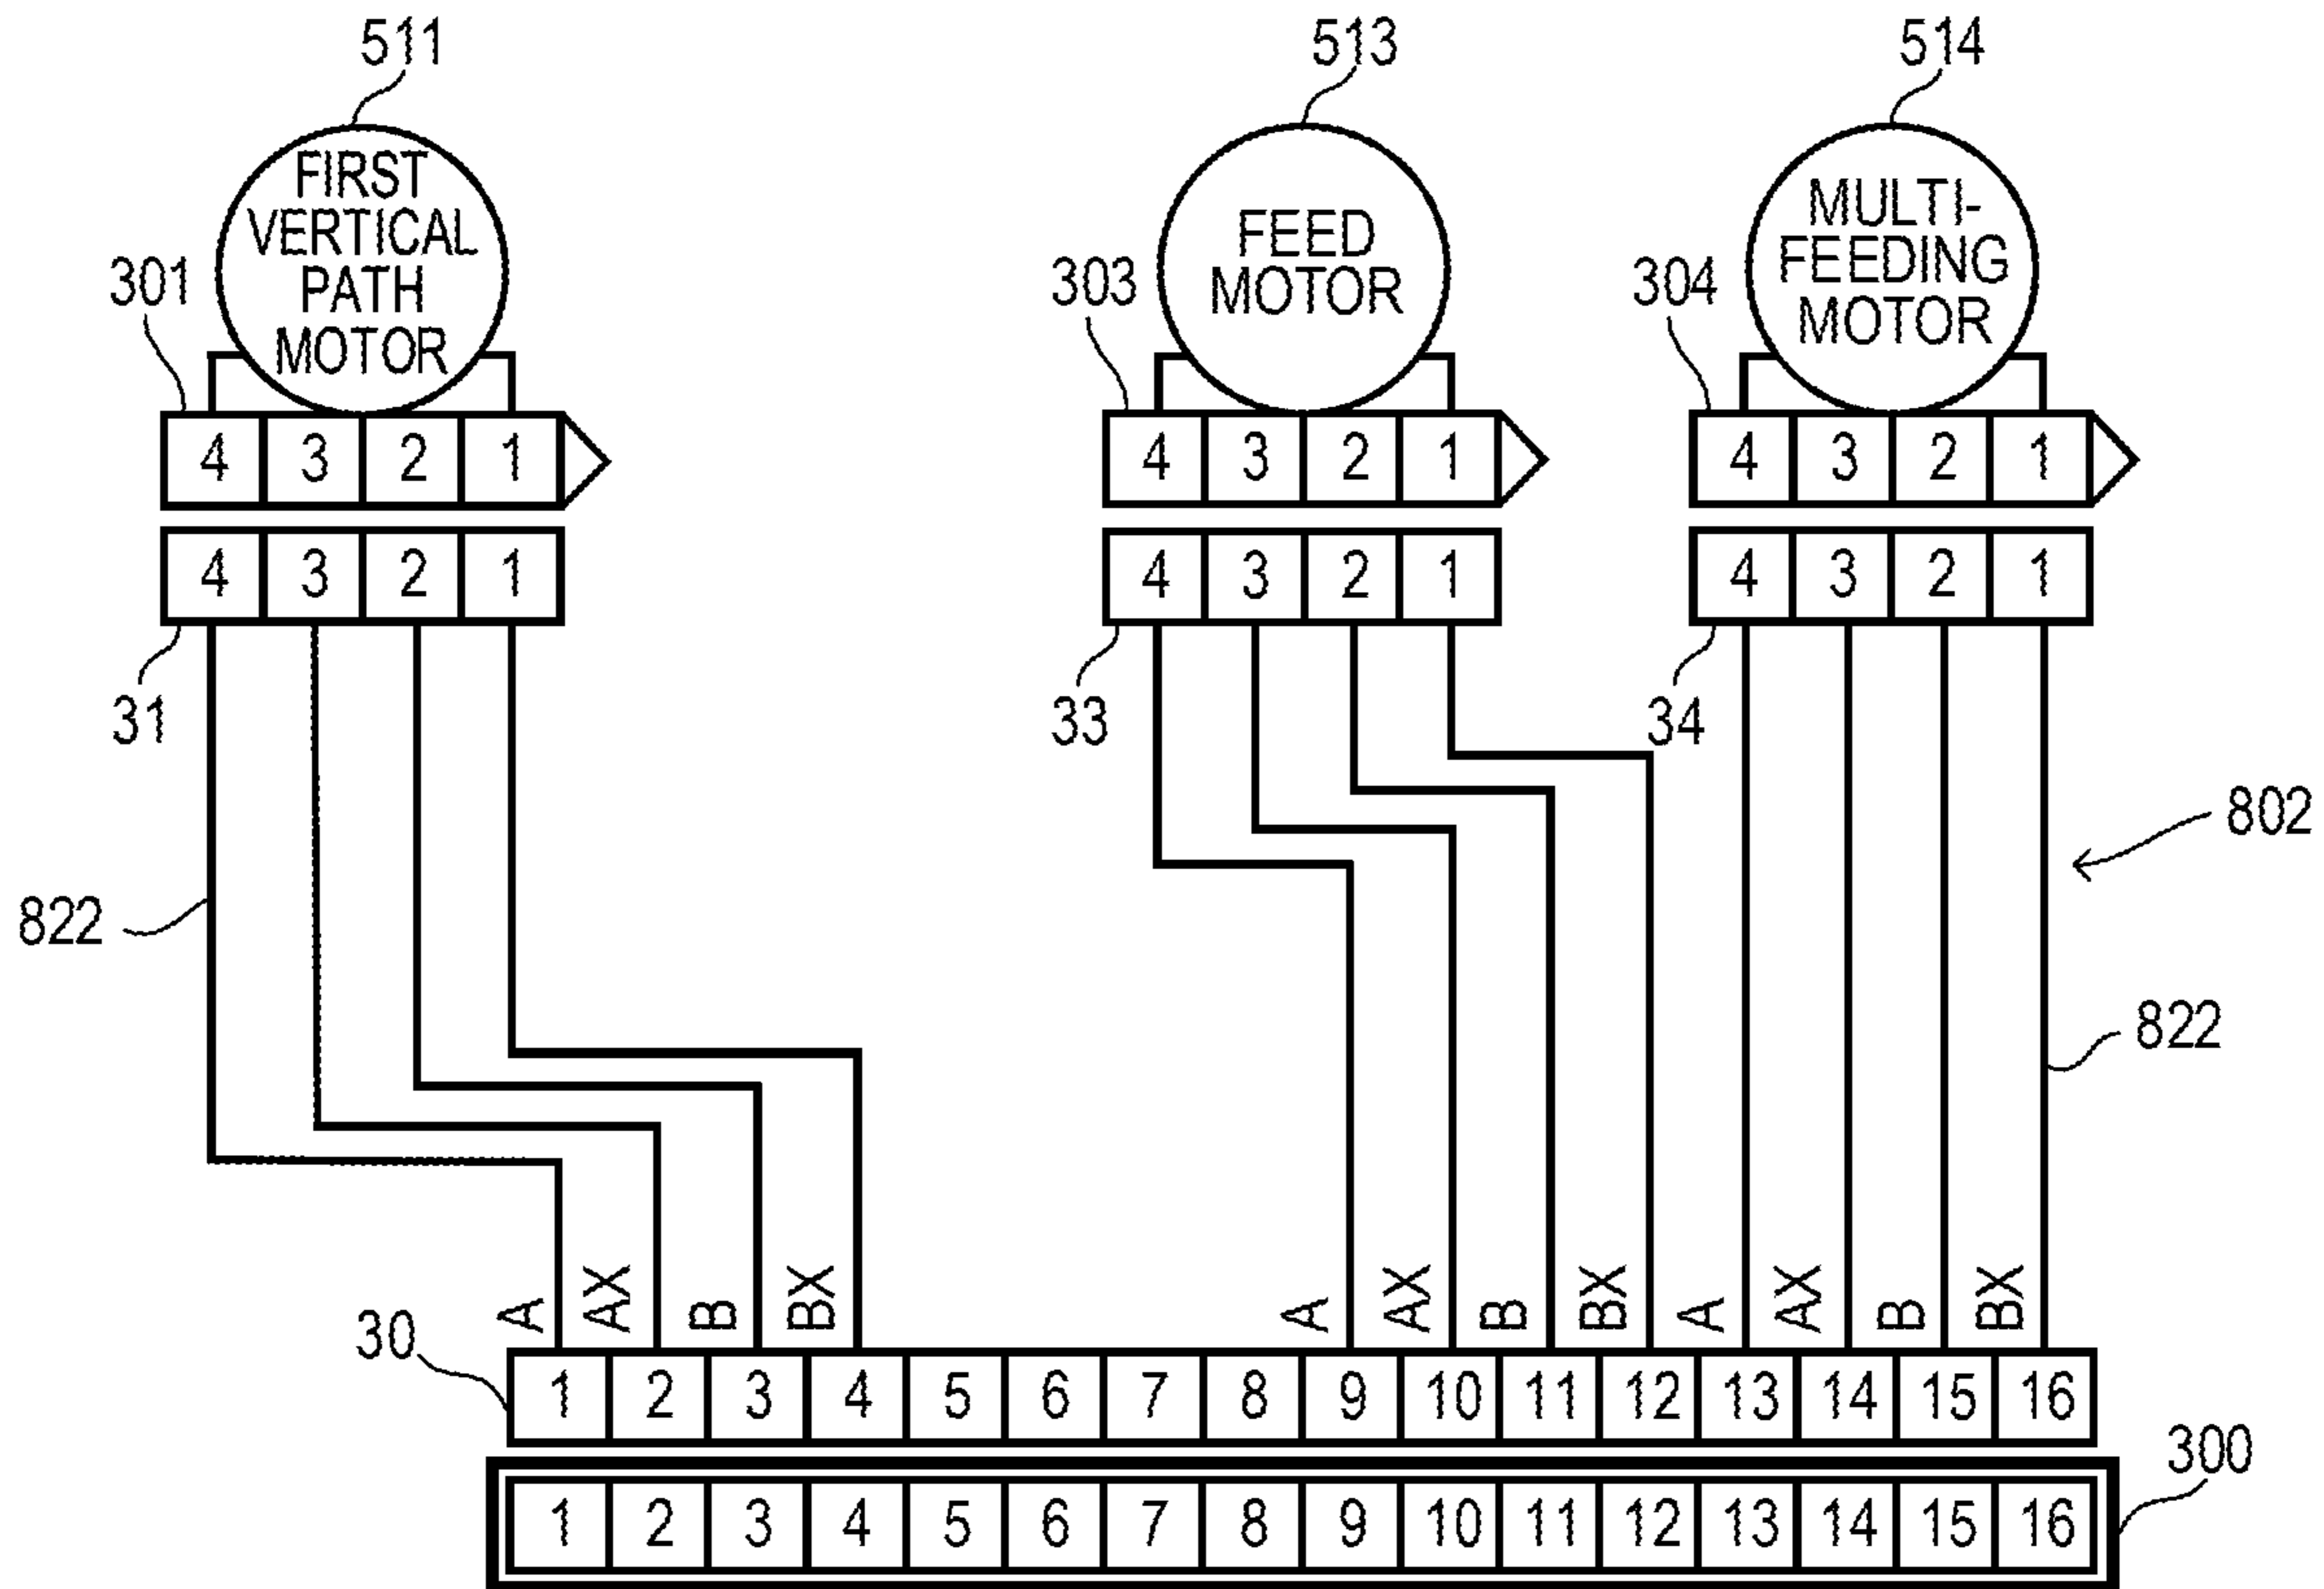 511 513 514
FIRST
VERTICAL
PATH
MOTOR
FEED
MOTOR
MULTI-
FEEDING
MOTOR
301 303 304
4 3 2 1 4 3 2 1 4 3 2 1
4 3 2 1 4 3 2 1 4 3 2 1
31 33 34
802
822
822
A AX B BX A AX B BX A AX B BX
30
1 2 3 4 5 6 7 8 9 10 11 12 13 14 15 16
300
1 2 3 4 5 6 7 8 9 10 11 12 13 14 15 16